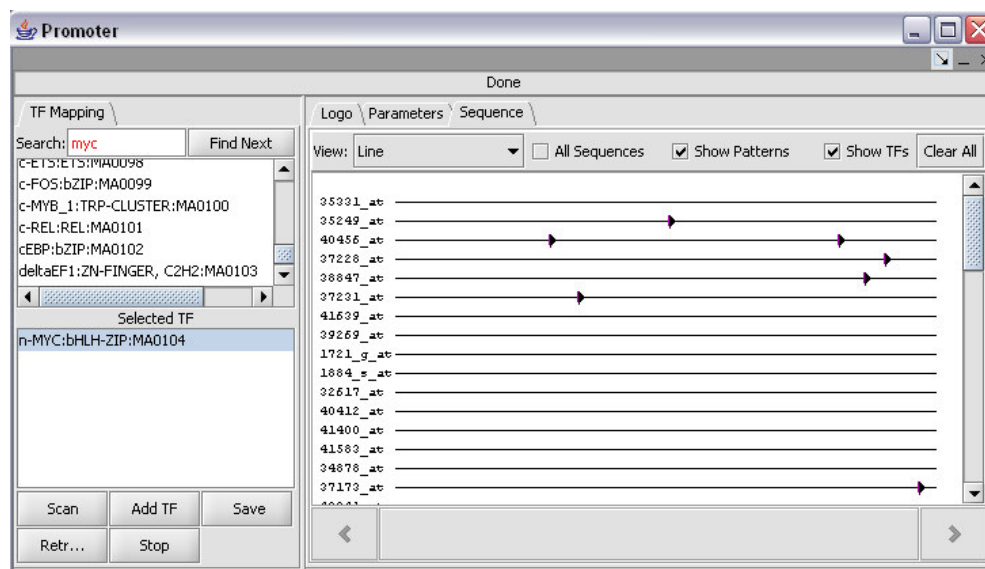 Promoter
Done
TF Mapping
Search: myc Find Next
c-ETS:ETS:MA0098
c-FOS:bZIP:MA0099
c-MYB_1:TRP-CLUSTER:MA0100
c-REL:REL:MA0101
cEBP:bZIP:MA0102
deltaEF1:ZN-FINGER, C2H2:MA0103
Selected TF
n-MYC:bHLH-ZIP:MA0104
Scan Add TF Save
Retr... Stop
Logo Parameters Sequence
View: Line All Sequences Show Patterns Show TFs Clear All
35331_at
35249_at
40456_at
37228_at
38847_at
37231_at
41639_at
39269_at
1721_g_at
1884_s_at
32617_at
40412_at
41400_at
41583_at
34878_at
37173_at